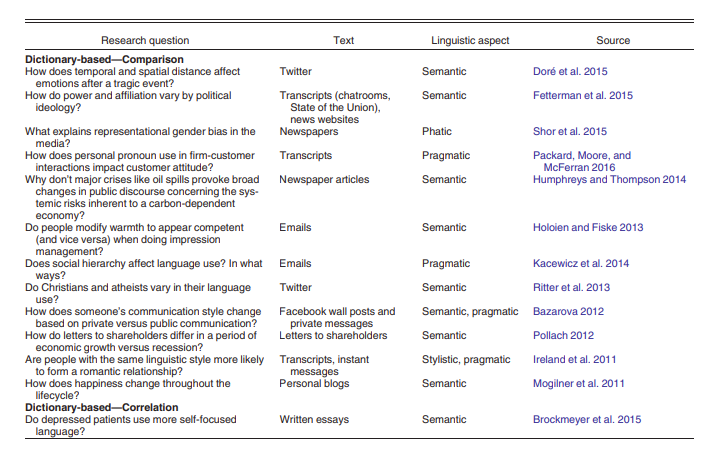 Research question Text Linguistic aspect Source
Dictionary-based—Comparison
How does temporal and spatial distance affect Twitter Semantic Doré et al. 2015
emotions after a tragic event?
How do power and affiliation vary by political Transcripts (chatrooms, Semantic Fetterman et al. 2015
ideology? State of the Union),
news websites
What explains representational gender bias in the Newspapers Phatic Shor et al. 2015
media?
How does personal pronoun use in firm-customer Transcripts Pragmatic Packard, Moore, and
interactions impact customer attitude? McFerran 2016
Why don't major crises like oil spills provoke broad Newspaper articles Semantic Humphreys and Thompson 2014
changes in public discourse concerning the sys-
temic risks inherent to a carbon-dependent
economy?
Do people modify warmth to appear competent Emails Semantic Holoien and Fiske 2013
(and vice versa) when doing impression
management?
Does social hierarchy affect language use? In what Emails Pragmatic Kacewicz et al. 2014
ways?
Do Christians and atheists vary in their language Twitter Semantic Ritter et al. 2013
use?
How does someone's communication style change Facebook wall posts and Semantic, pragmatic Bazarova 2012
based on private versus public communication? private messages
How do letters to shareholders differ in a period of Letters to shareholders Semantic Pollach 2012
economic growth versus recession?
Are people with the same linguistic style more likely Transcripts, instant Stylistic, pragmatic Ireland et al. 2011
to form a romantic relationship? messages
How does happiness change throughout the Personal blogs Semantic Mogilner et al. 2011
lifecycle?
Dictionary-based—Correlation
Do depressed patients use more self-focused Written essays Semantic Brockmeyer et al. 2015
language?